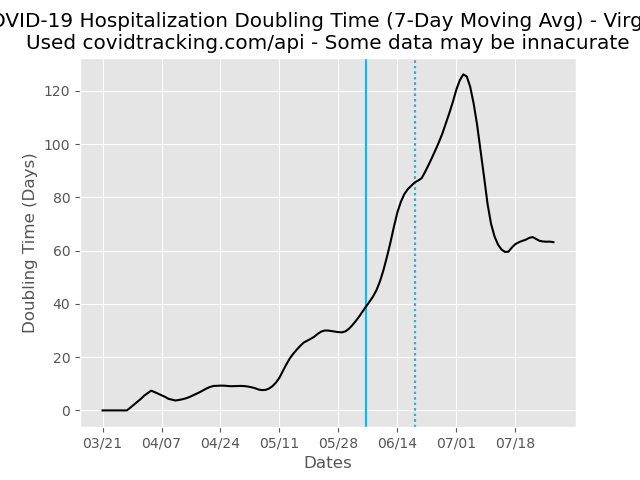 OVID-19 Hospitalization Doubling Time (7-Day Moving Avg) - Virg
Used covidtracking.com/api - Some data may be innacurate
Doubling Time (Days)
120
100
80
60
40
20
0
03/21 04/07 04/24 05/11 05/28 06/14 07/01 07/18
Dates